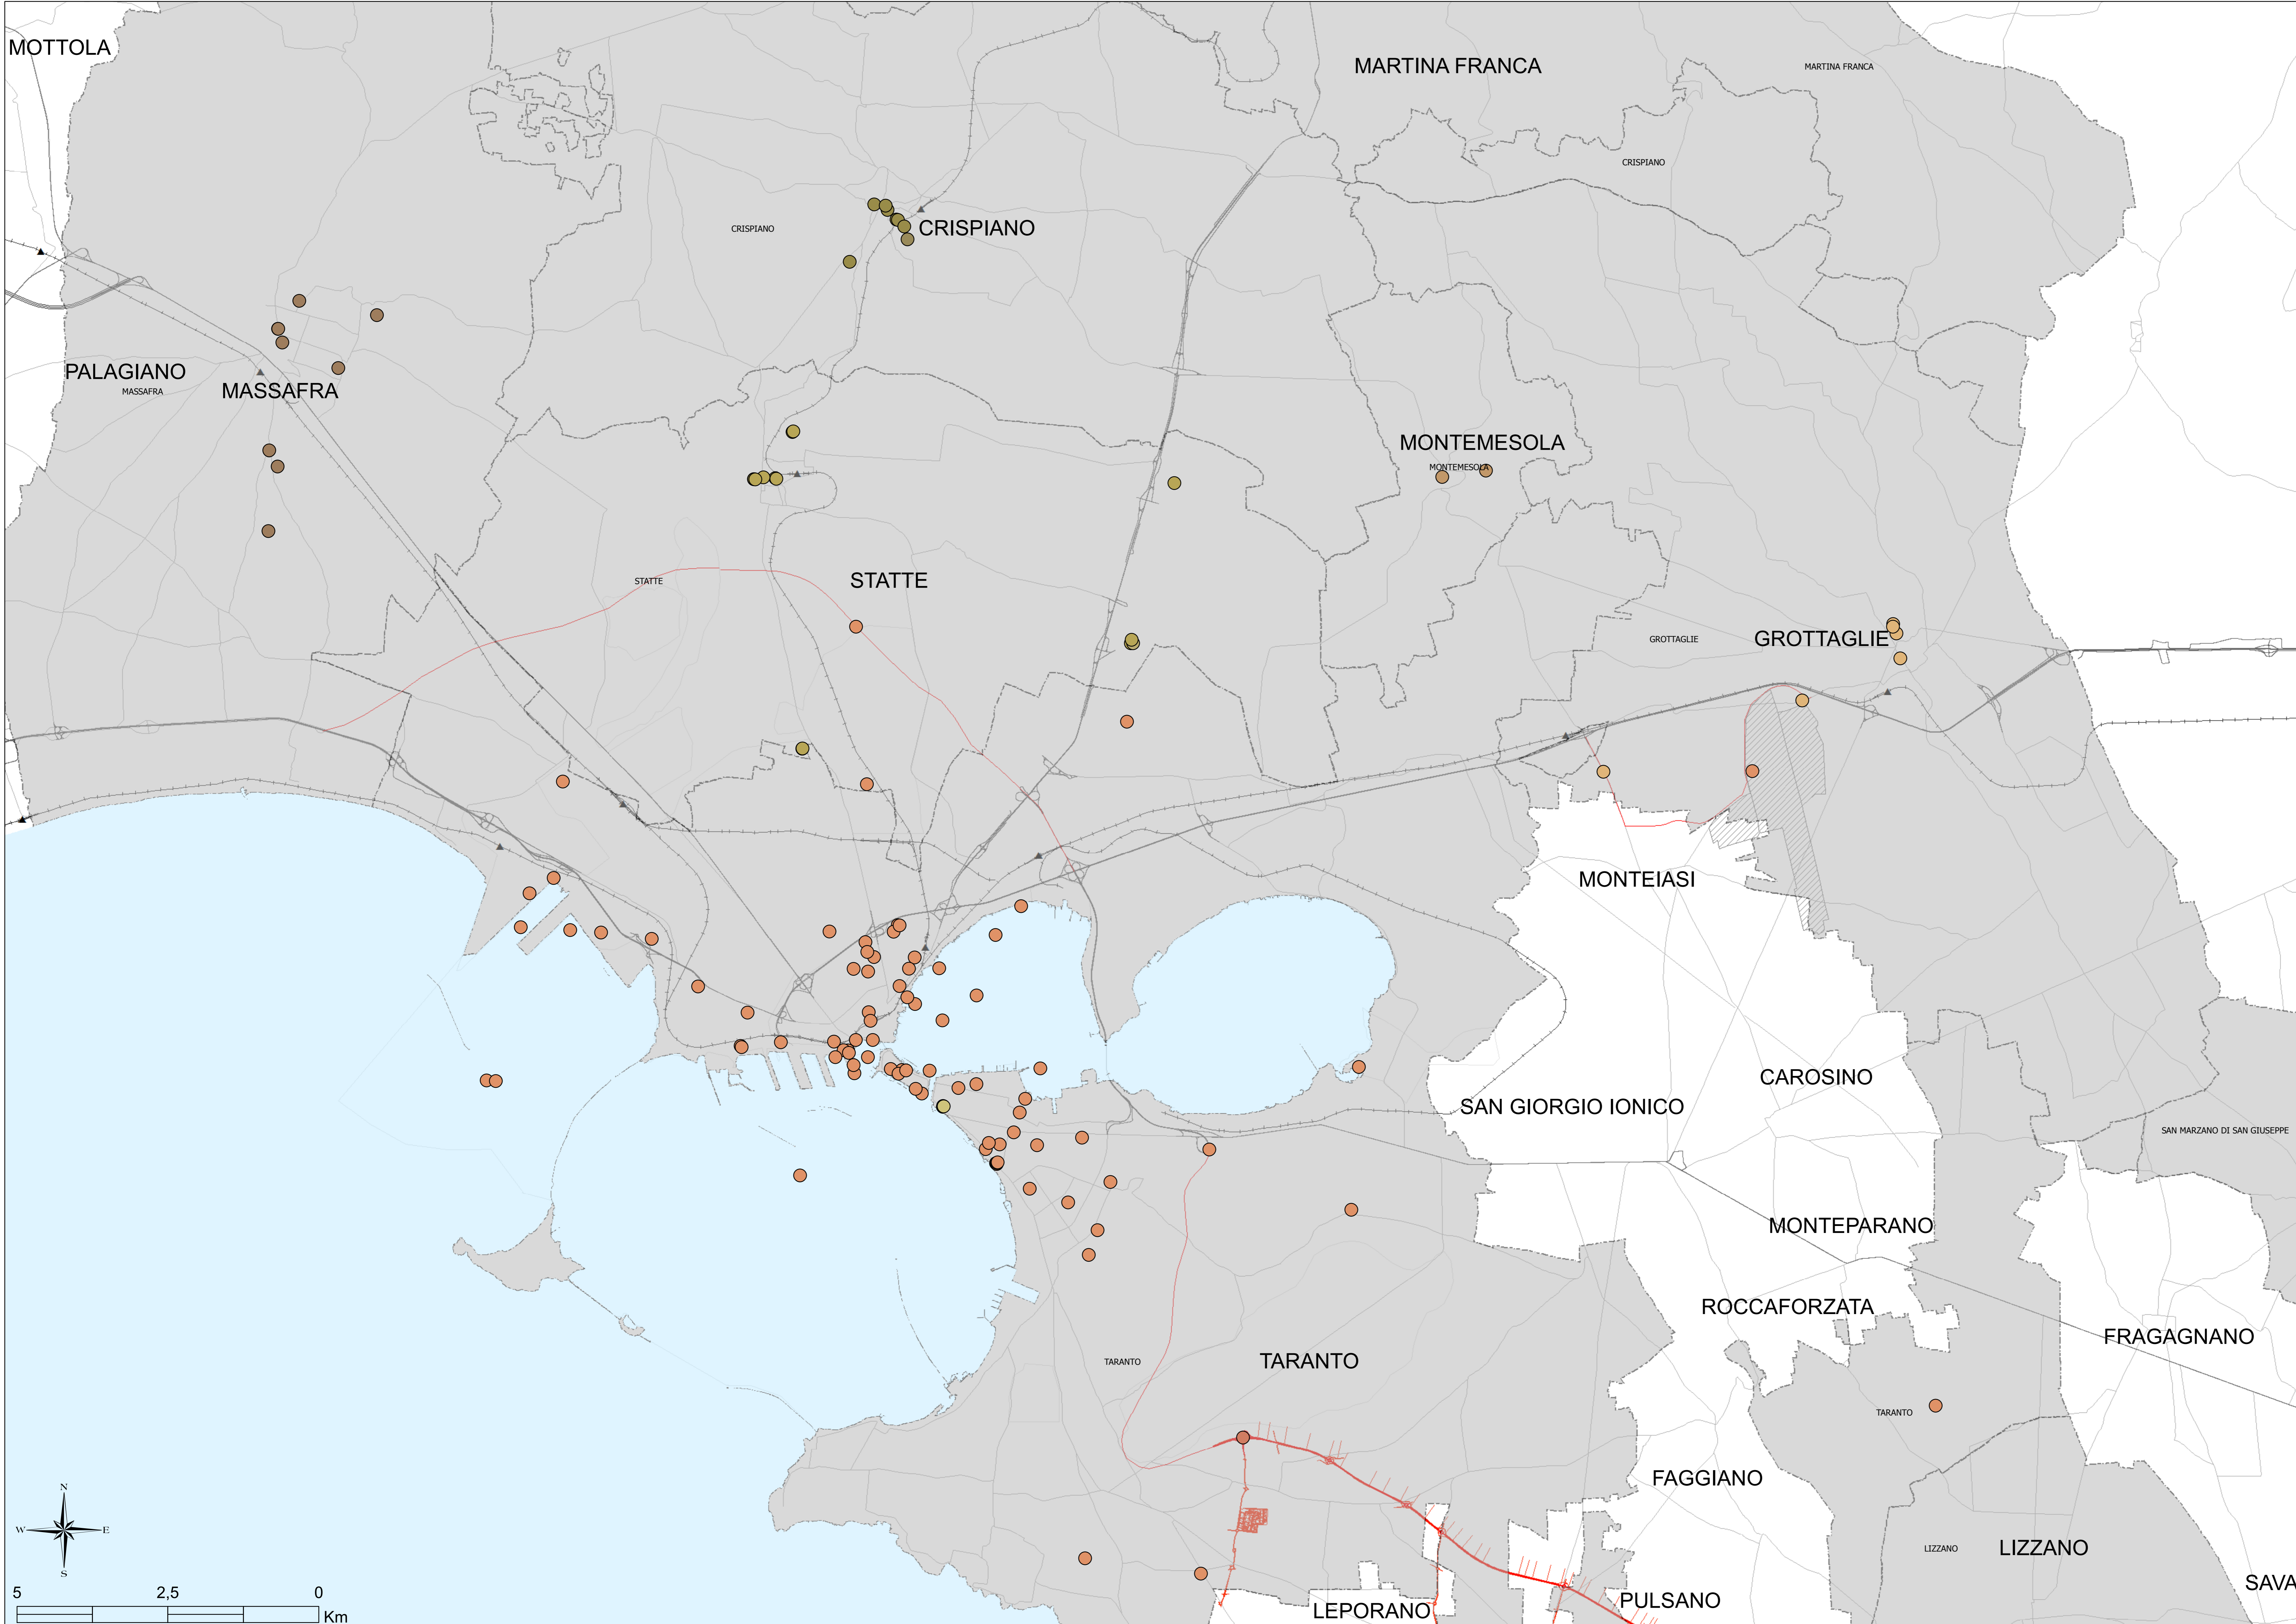 MOTTOLA
MARTINA FRANCA
MARTINA FRANCA
CRISPIANO
CRISPIANO
CRISPIANO
PALAGIANO
MASSAFRA
MASSAFRA
MONTEMESOLA
MONTEMESOLA
STATTE
STATTE
GROTTAGLIE
GROTTAGLIE
MONTEIASI
CAROSINO
SAN GIORGIO IONICO
SAN MARZANO DI SAN GIUSEPPE
MONTEPARANO
ROCCAFORZATA
FRAGAGNANO
TARANTO
TARANTO
TARANTO
FAGGIANO
LIZZANO
LIZZANO
SAVA
PULSANO
LEPORANO
N
W E
S
5 2,5 0
Km